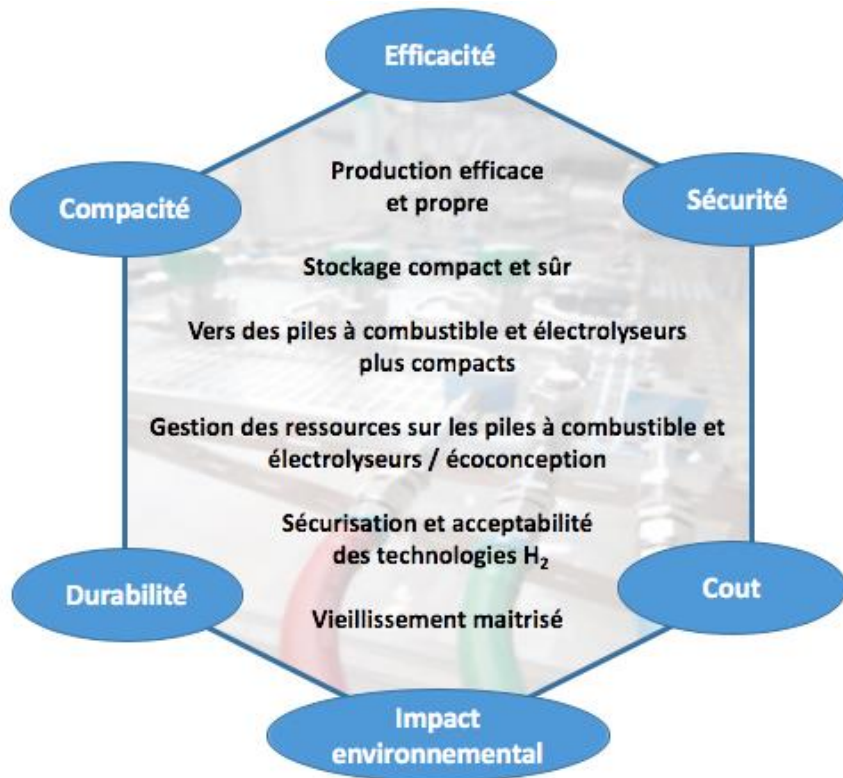 Efficacité
Compacité
Sécurité
Production efficace
et propre
Stockage compact et sûr
Vers des piles à combustible et électrolyseurs
plus compacts
Gestion des ressources sur les piles à combustible et
électrolyseurs / écoconception
Sécurisation et acceptabilité
des technologies H₂
Durabilité
Cout
Vieillissement maitrisé
Impact
environnemental